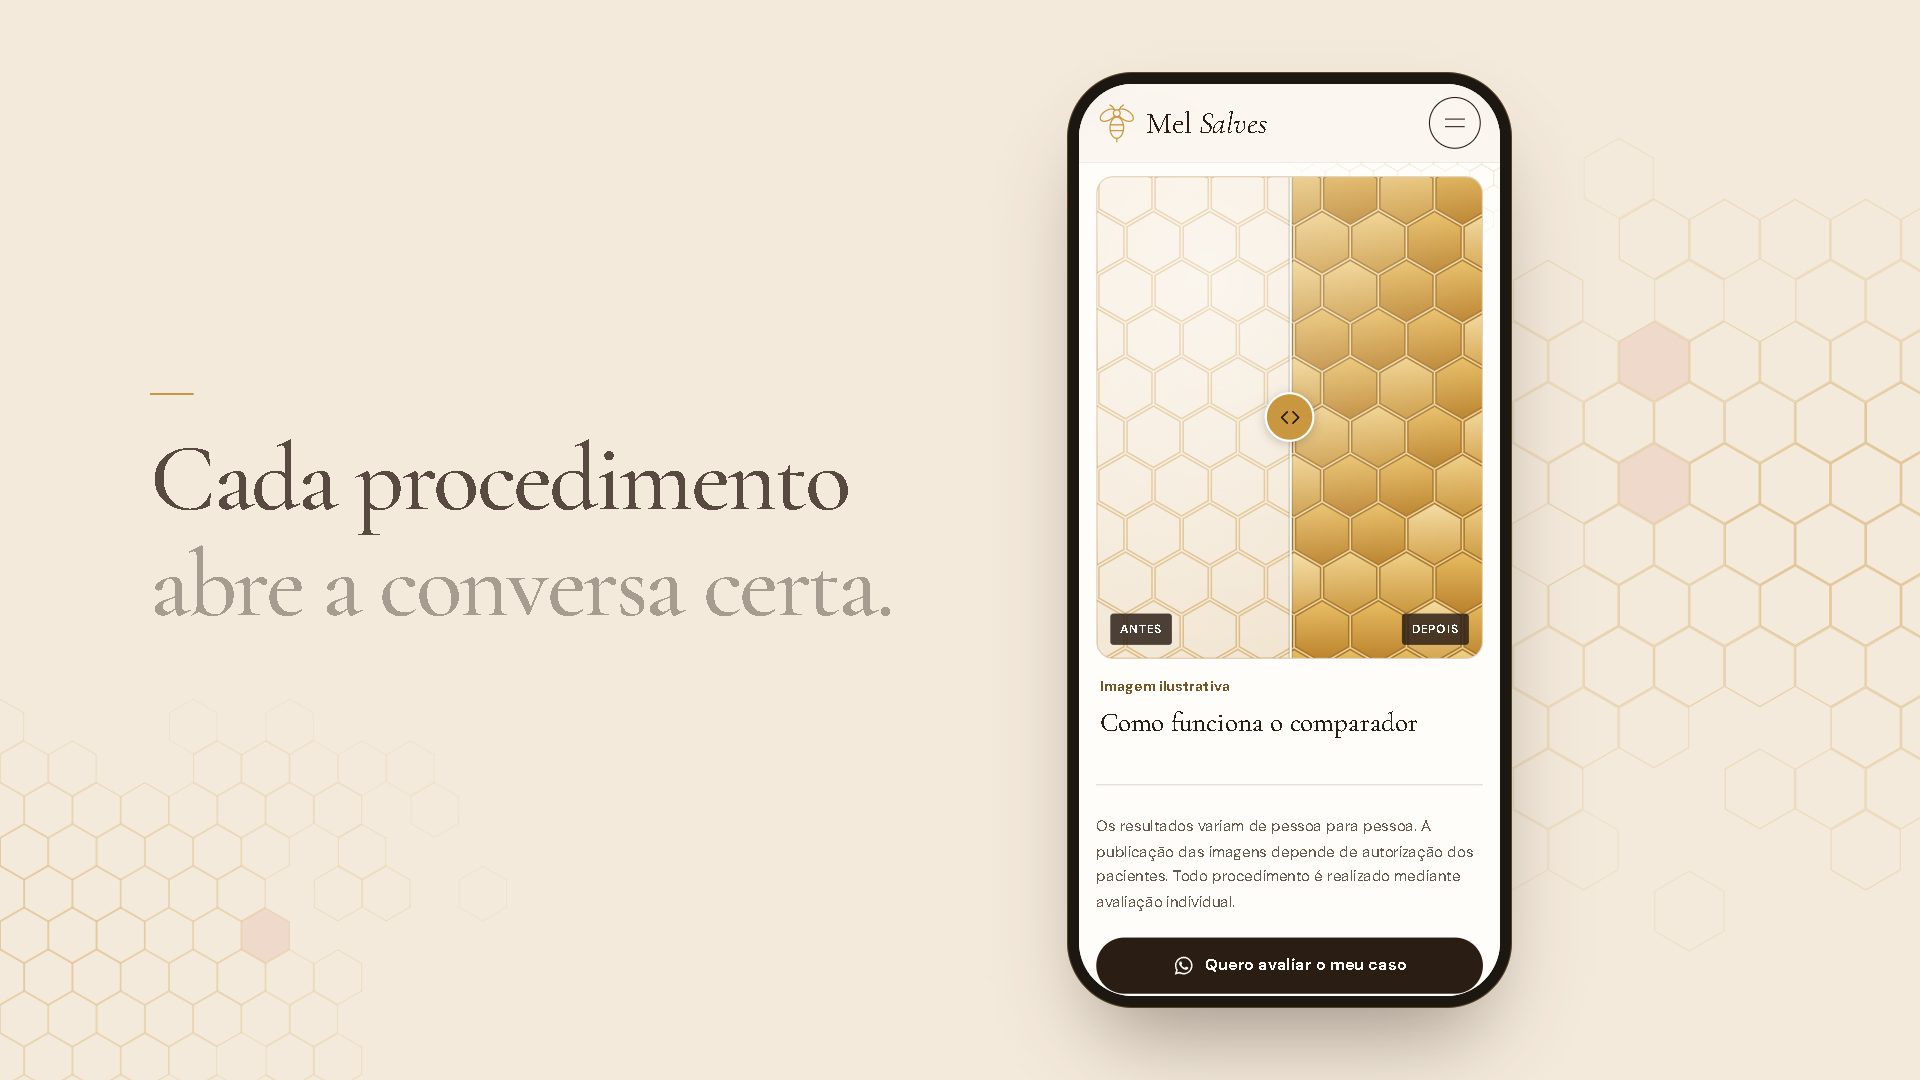 Cada procedimento
abre a conversa certa.
Mel Salves
ANTES
DEPOIS
Imagem ilustrativa
Como funciona o comparador
Os resultados variam de pessoa para pessoa. A
publicação das imagens depende de autorização dos
pacientes. Todo procedimento é realizado mediante
avaliação individual.
Quero avaliar o meu caso